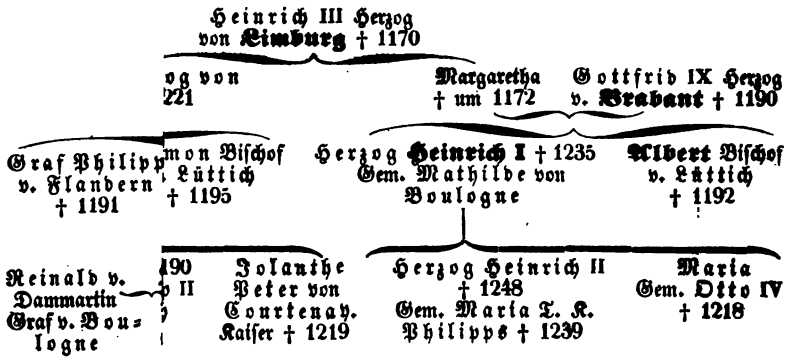 Heinrich III Herzog
von Limburg † 1170
og von
221
Margaretha
† um 1172
Gottfrid IX Herzog
v. Brabant † 1190
Graf Philipp
v. Flandern
† 1191
mon Bischof
Lüttich
† 1195
Herzog Heinrich I † 1235
Gem. Mathilde von
Boulogne
Albert Bischof
v. Lüttich
† 1192
Reinald v.
Dammartin
Graf v. Bou-
logne
190
II
Jolanthe
Peter von
Courtenay.
Kaiser † 1219
Herzog Heinrich II
† 1248
Gem. Maria T. K.
Philipps † 1239
Maria
Gem. Otto IV
† 1218